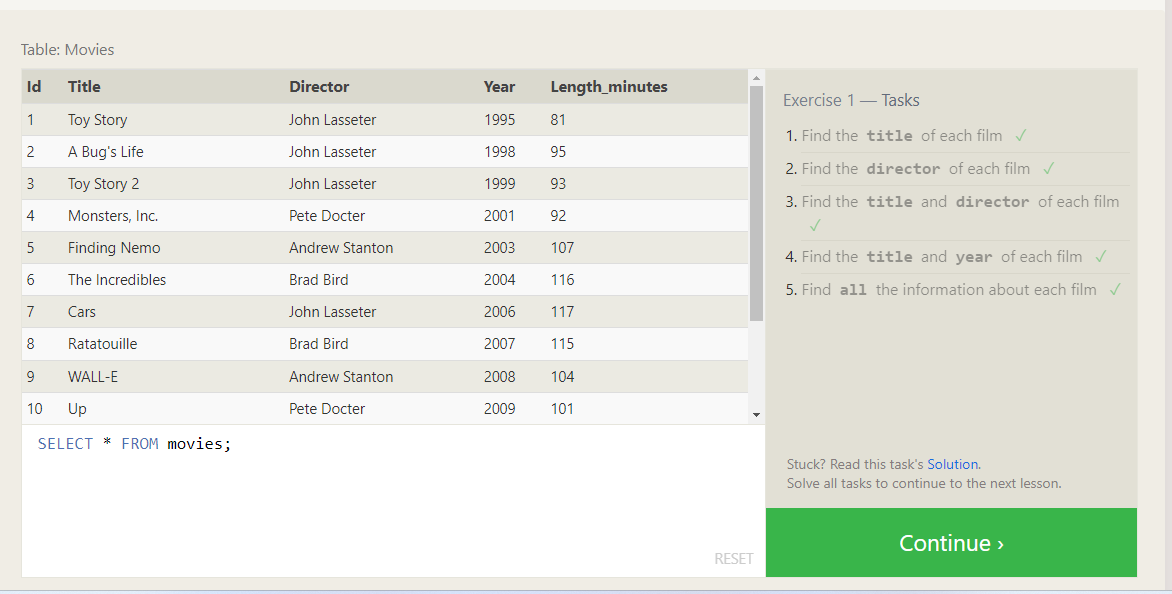 Table: Movies
Id Title Director Year Length_minutes
1 Toy Story John Lasseter 1995 81
2 A Bug's Life John Lasseter 1998 95
3 Toy Story 2 John Lasseter 1999 93
4 Monsters, Inc. Pete Docter 2001 92
5 Finding Nemo Andrew Stanton 2003 107
6 The Incredibles Brad Bird 2004 116
7 Cars John Lasseter 2006 117
8 Ratatouille Brad Bird 2007 115
9 WALL-E Andrew Stanton 2008 104
10 Up Pete Docter 2009 101
SELECT * FROM movies;
RESET
Exercise 1 — Tasks
1. Find the title of each film ✓
2. Find the director of each film ✓
3. Find the title and director of each film
✓
4. Find the title and year of each film ✓
5. Find all the information about each film ✓
Stuck? Read this task's Solution.
Solve all tasks to continue to the next lesson.
Continue ›